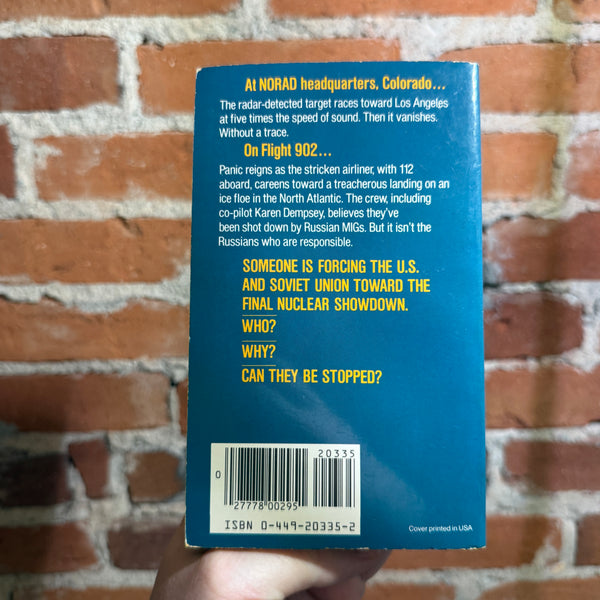 At NORAD headquarters, Colorado...
The radar-detected target races toward Los Angeles
at five times the speed of sound. Then it vanishes.
Without a trace.
On Flight 902...
Panic reigns as the stricken airliner, with 112
aboard, careens toward a treacherous landing on an
ice floe in the North Atlantic. The crew, including
co-pilot Karen Dempsey, believes they've
been shot down by Russian MIGs. But it isn't the
Russians who are responsible.
SOMEONE IS FORCING THE U.S.
AND SOVIET UNION TOWARD THE
FINAL NUCLEAR SHOWDOWN.
WHO?
WHY?
CAN THEY BE STOPPED?
20335
0
27778 00295
ISBN 0-449-20335-2
Cover printed in USA